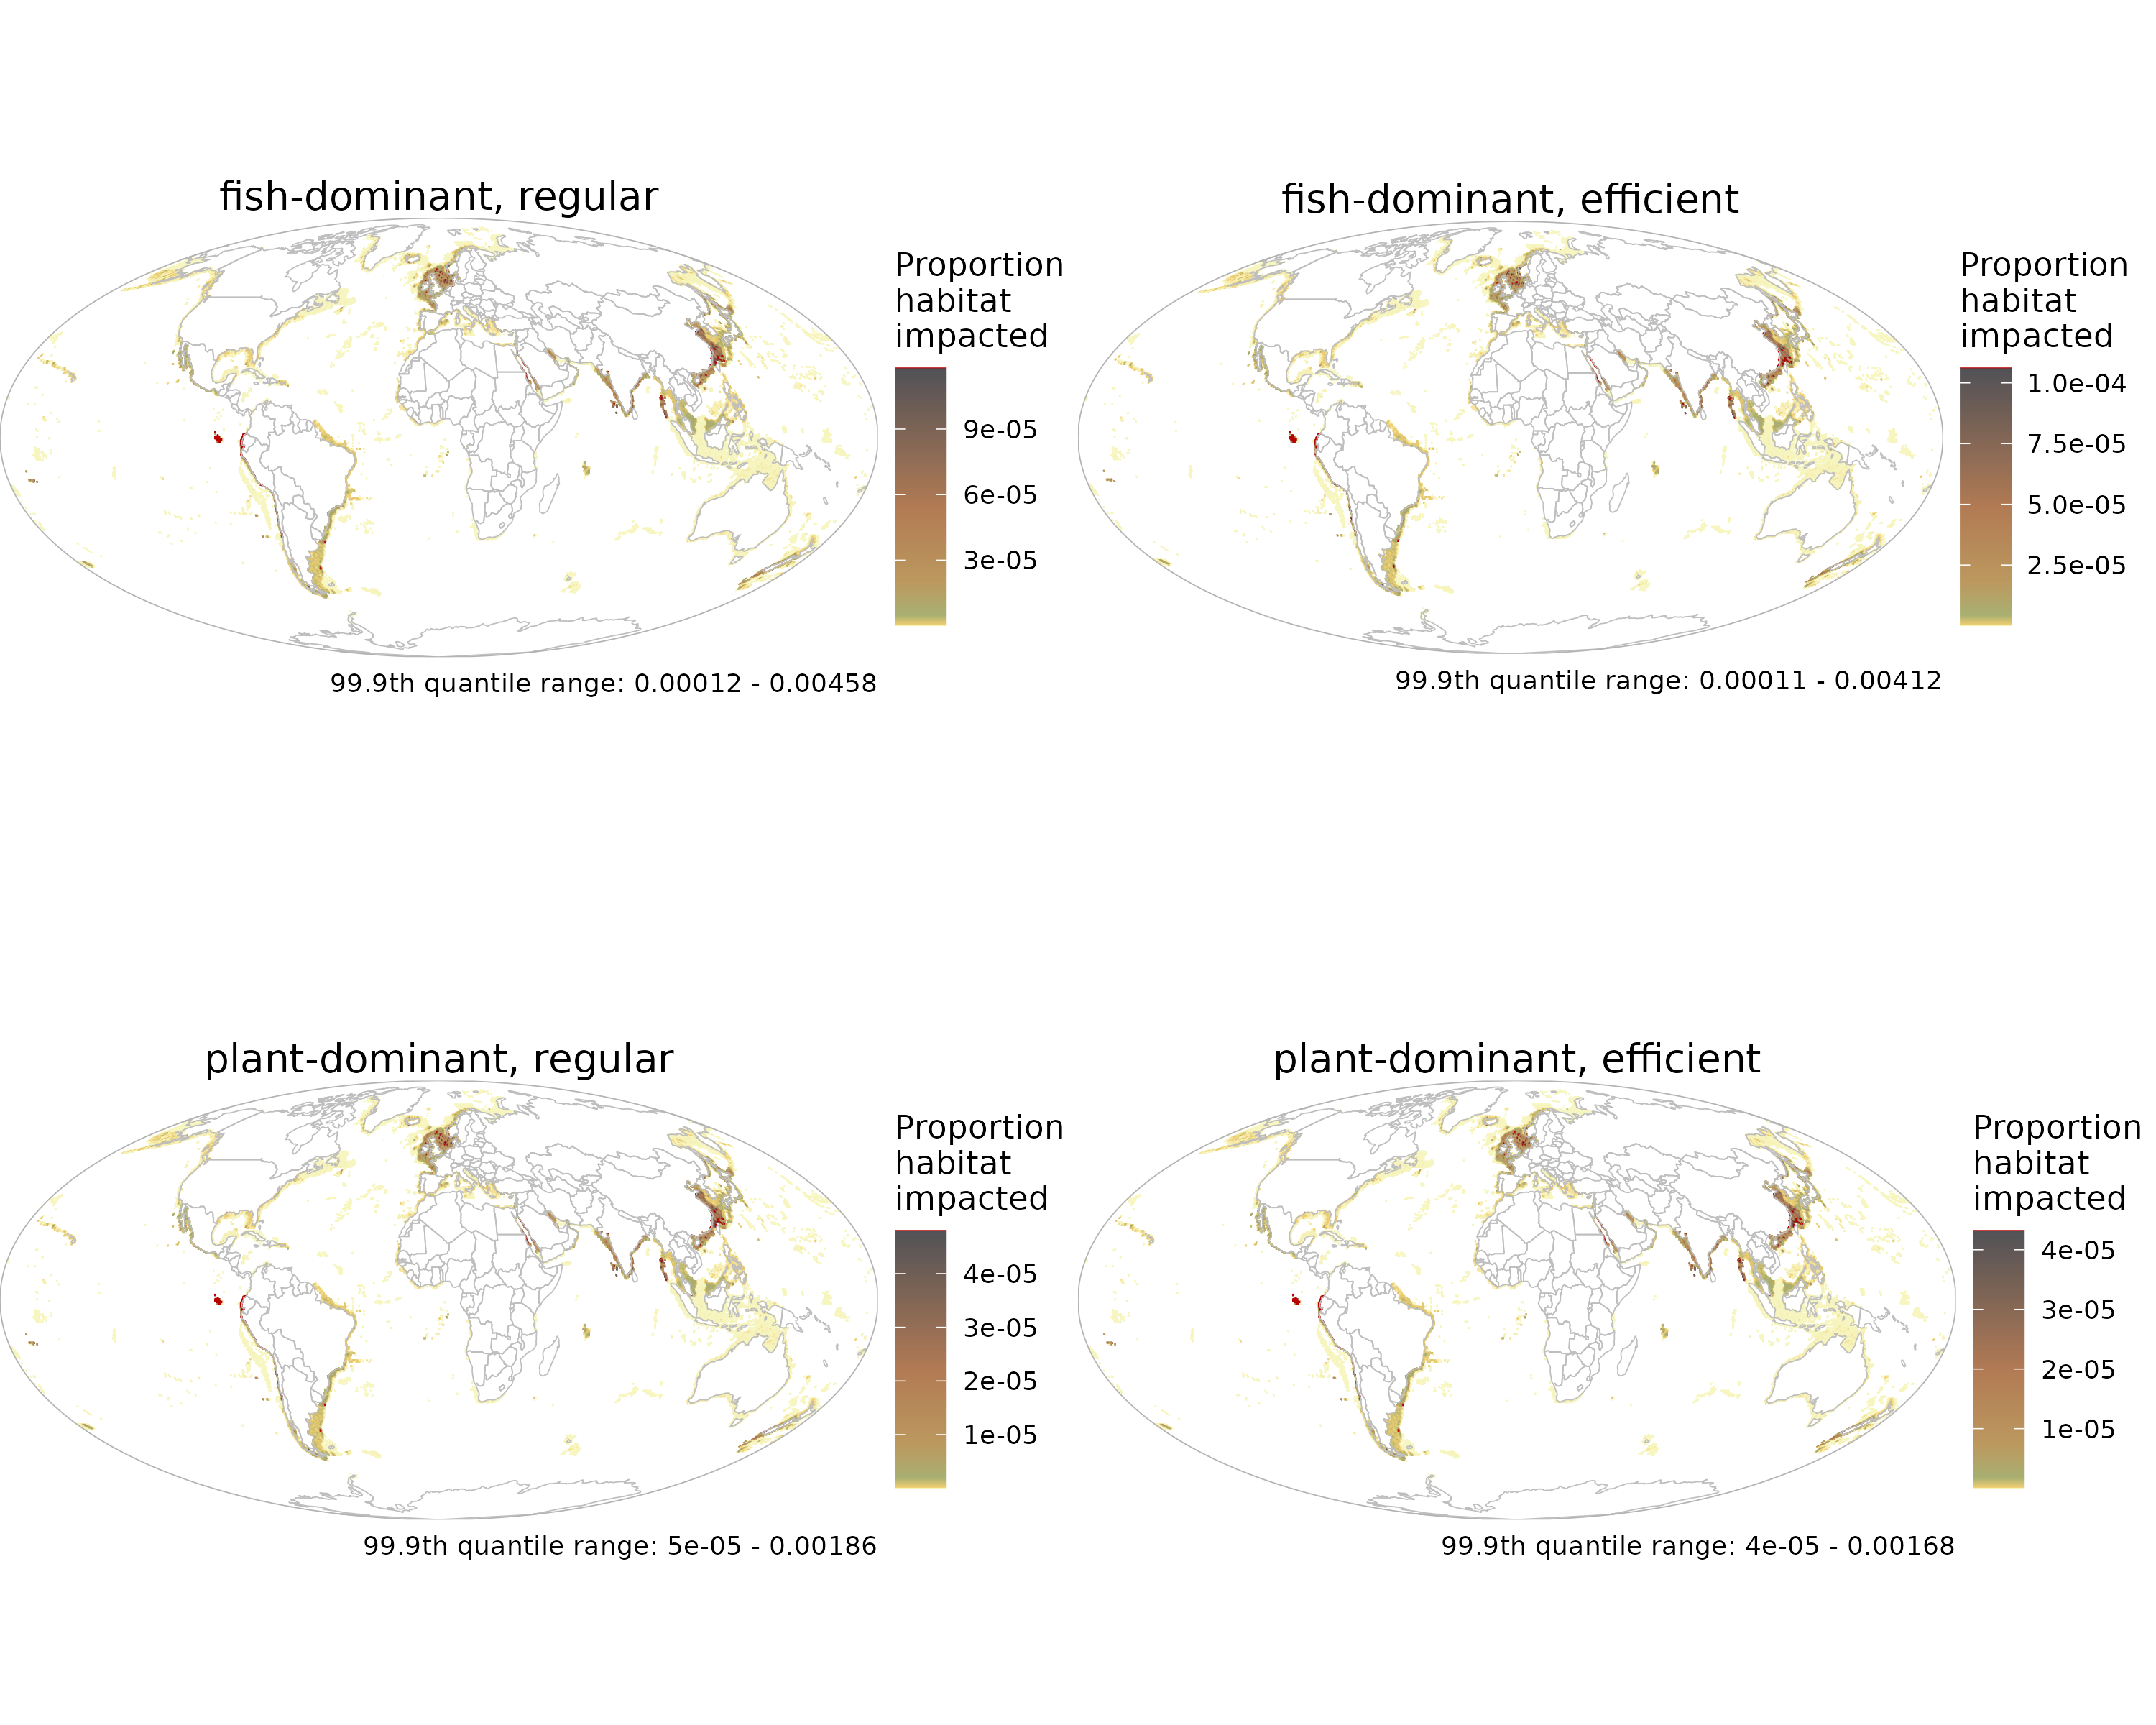 fish-dominant, regular
Proportion
habitat
impacted
9e-05
6e-05
3e-05
99.9th quantile range: 0.00012 - 0.00458
fish-dominant, efficient
Proportion
habitat
impacted
1.0e-04
7.5e-05
5.0e-05
2.5e-05
99.9th quantile range: 0.00011 - 0.00412
plant-dominant, regular
Proportion
habitat
impacted
4e-05
3e-05
2e-05
1e-05
99.9th quantile range: 5e-05 - 0.00186
plant-dominant, efficient
Proportion
habitat
impacted
4e-05
3e-05
2e-05
1e-05
99.9th quantile range: 4e-05 - 0.00168